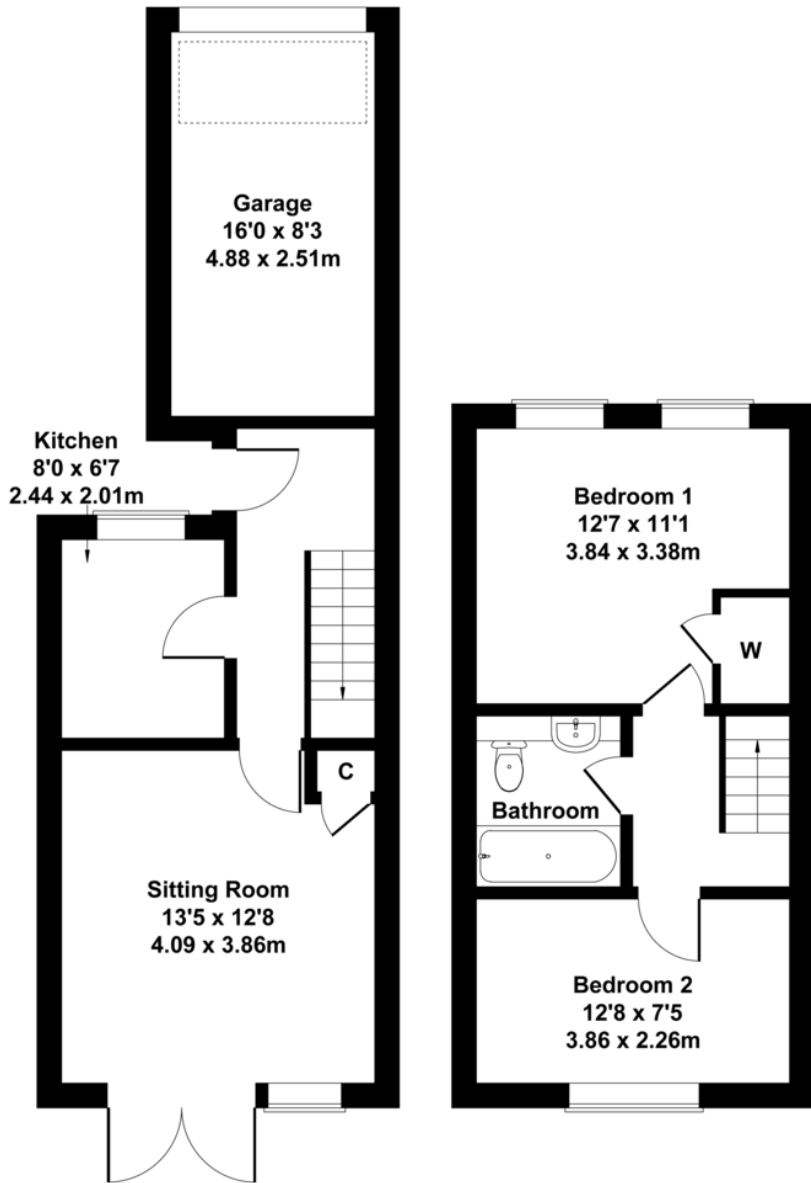 Garage
16'0 x 8'3
4.88 x 2.51m
Kitchen
8'0 x 6'7
2.44 x 2.01m
C
Sitting Room
13'5 x 12'8
4.09 x 3.86m
Bedroom 1
12'7 x 11'1
3.84 x 3.38m
W
Bathroom
Bedroom 2
12'8 x 7'5
3.86 x 2.26m